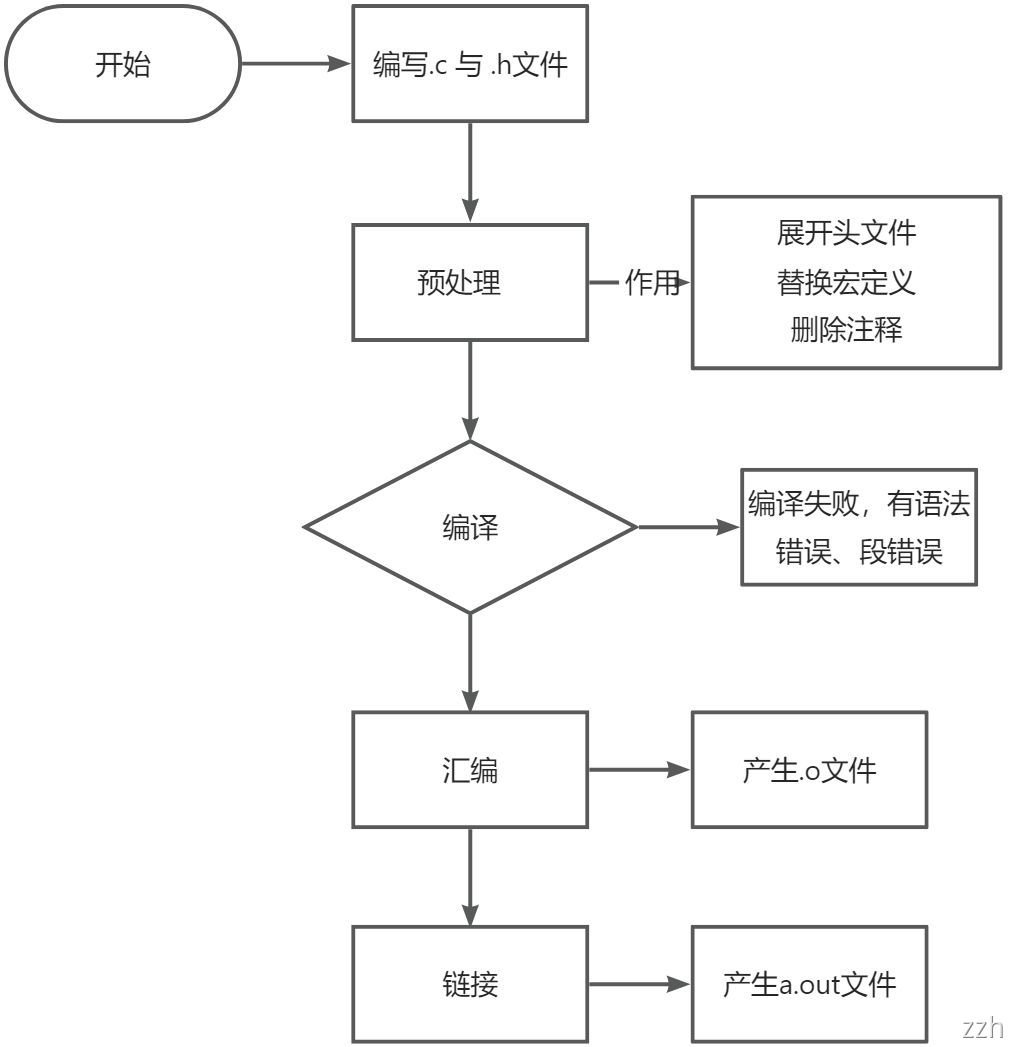 开始
编写.c 与 .h文件
预处理
作用
展开头文件
替换宏定义
删除注释
编译
编译失败，有语法
错误、段错误
汇编
产生.o文件
链接
产生a.out文件
zzh